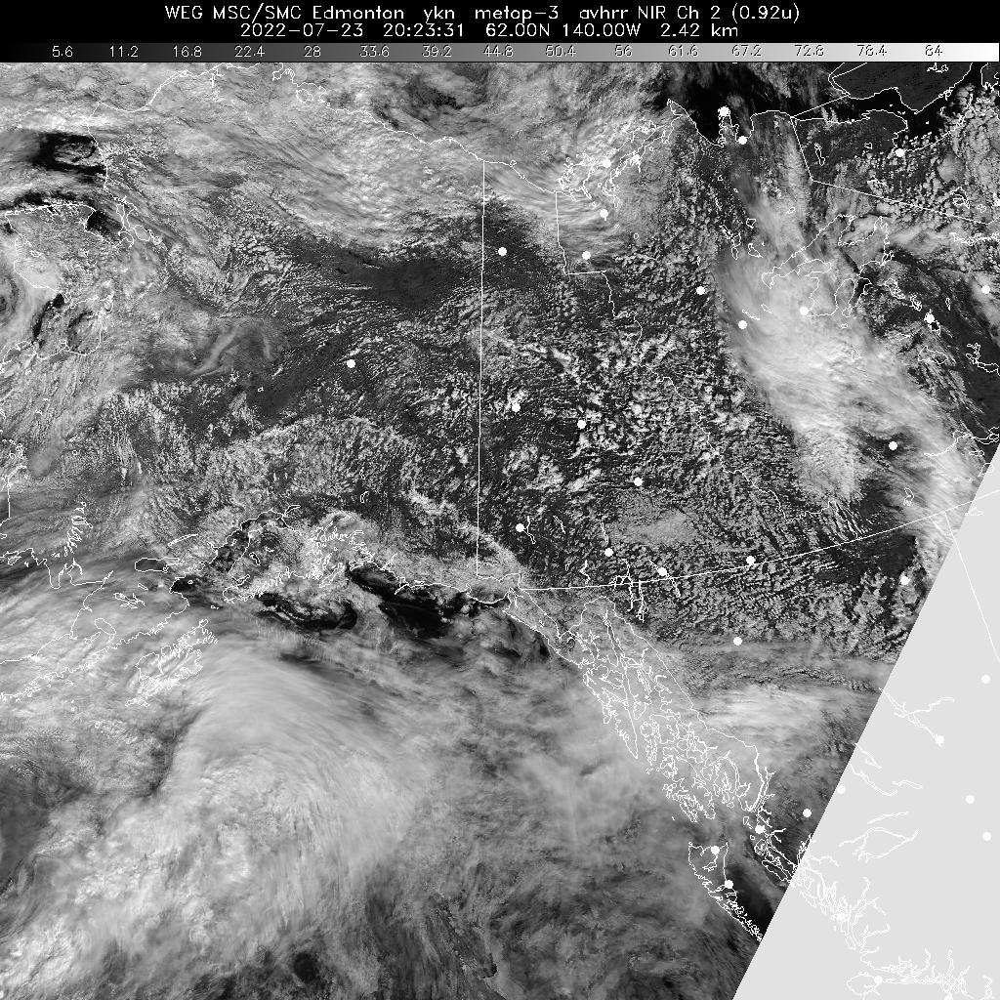 WEG MSC/SMC Edmonton ykn metop-3 avhrr NIR Ch 2 (0.92u)
2022-07-23 20:23:31 62.00N 140.00W 2.42 km
5.6 11.2 16.8 22.4 28 33.6 39.2 44.8 50.4 56 61.6 67.2 72.8 78.4 84